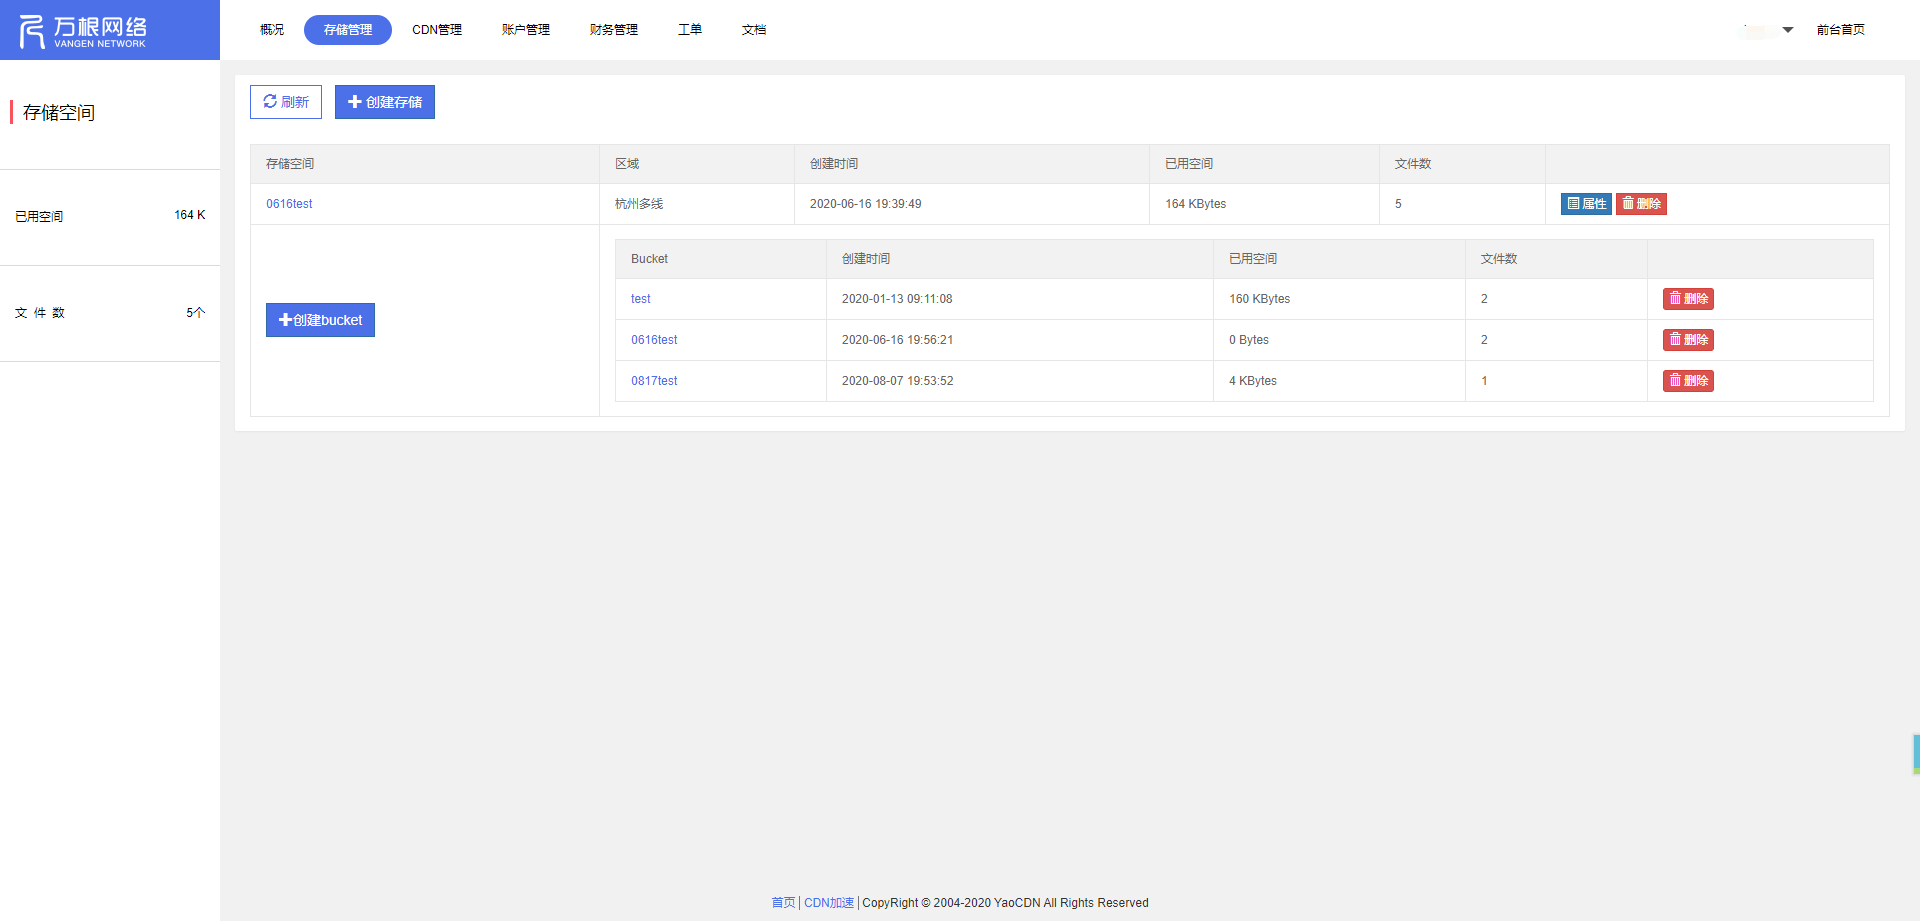 万根网络
VANGEN NETWORK
概况 存储管理 CDN管理 账户管理 财务管理 工单 文档 前台首页
存储空间
已用空间 164 K
文 件 数 5个
刷新 创建存储
存储空间 区域 创建时间 已用空间 文件数
0616test 杭州多线 2020-06-16 19:39:49 164 KBytes 5 属性 删除
创建bucket
Bucket 创建时间 已用空间 文件数
test 2020-01-13 09:11:08 160 KBytes 2 删除
0616test 2020-06-16 19:56:21 0 Bytes 2 删除
0817test 2020-08-07 19:53:52 4 KBytes 1 删除
首页 | CDN加速 | CopyRight © 2004-2020 YaoCDN All Rights Reserved